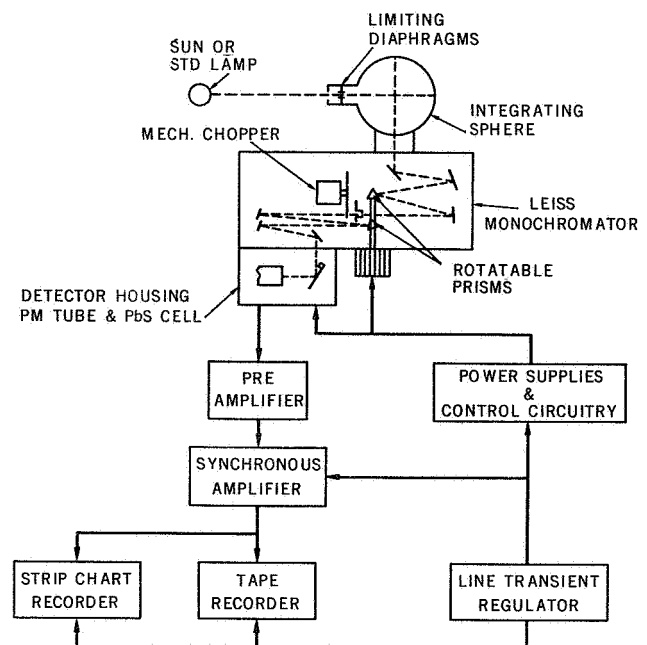 LIMITING
DIAPHRAGMS
SUN OR
STD LAMP
INTEGRATING
SPHERE
MECH. CHOPPER
LEISS
MONOCHROMATOR
ROTATABLE
PRISMS
DETECTOR HOUSING
PM TUBE & PbS CELL
PRE
AMPLIFIER
POWER SUPPLIES
&
CONTROL CIRCUITRY
SYNCHRONOUS
AMPLIFIER
STRIP CHART
RECORDER
TAPE
RECORDER
LINE TRANSIENT
REGULATOR